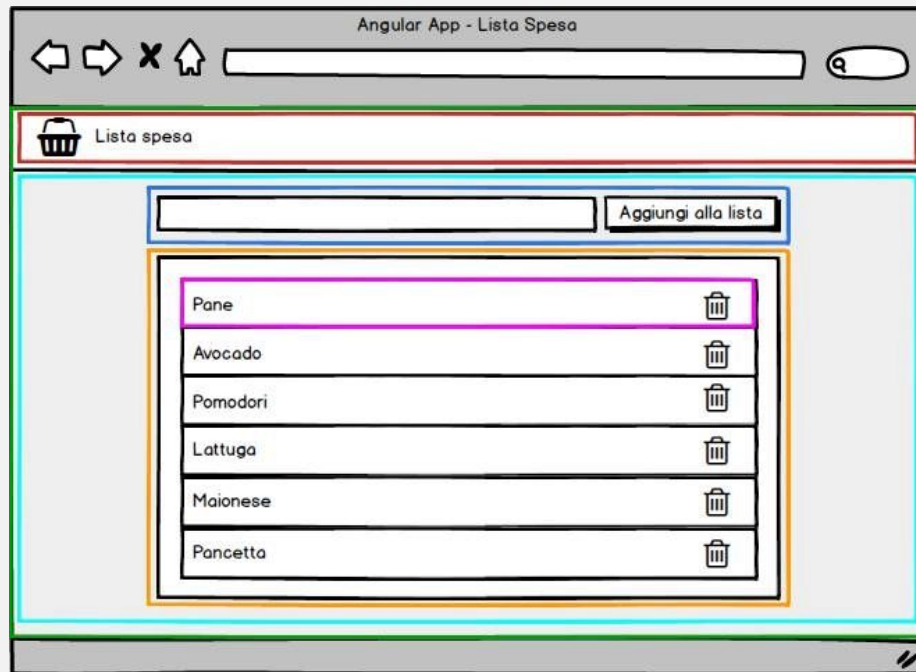 Angular App - Lista Spesa
Lista spesa
Aggiungi alla lista
Pane
Avocado
Pomodori
Lattuga
Maionese
Pancetta